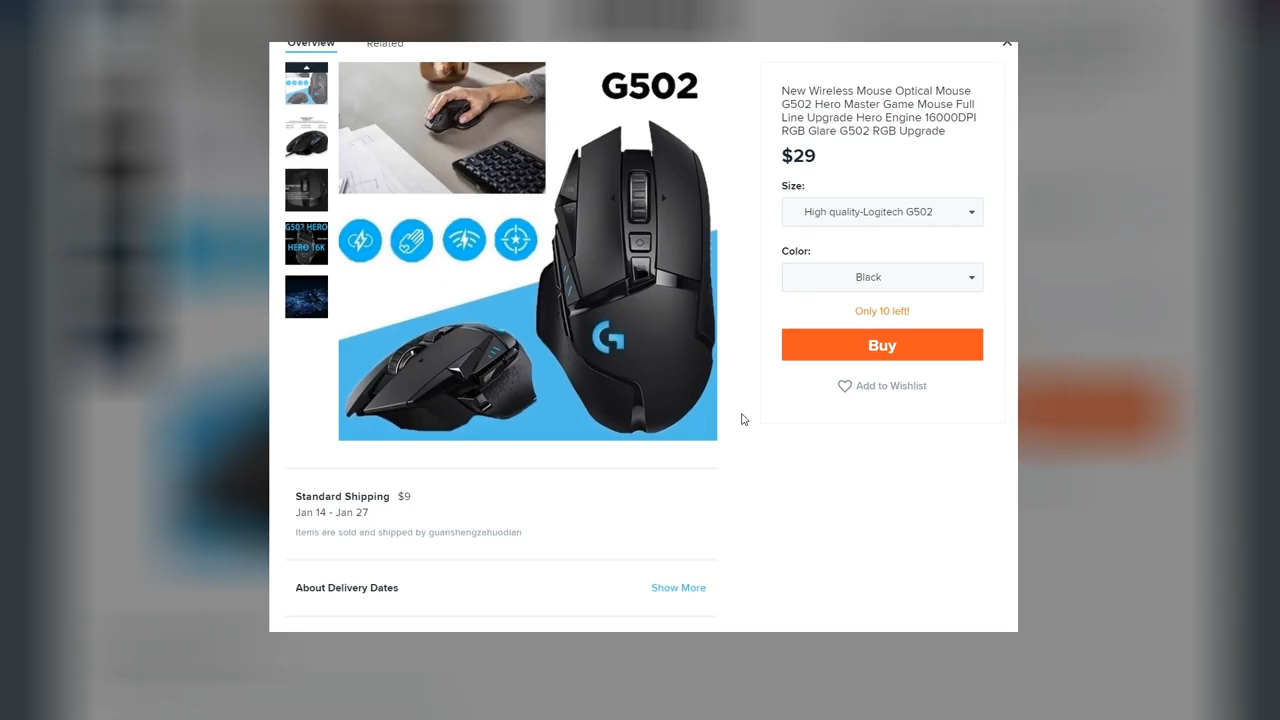 Overview Related
G502
New Wireless Mouse Optical Mouse
G502 Hero Master Game Mouse Full
Line Upgrade Hero Engine 16000DPI
RGB Glare G502 RGB Upgrade
$29
Size:
High quality-Logitech G502
Color:
Black
Only 10 left!
Buy
Add to Wishlist
G502 HERO
HERO 16K
Standard Shipping $9
Jan 14 - Jan 27
Items are sold and shipped by guanshengzahuodian
About Delivery Dates Show More